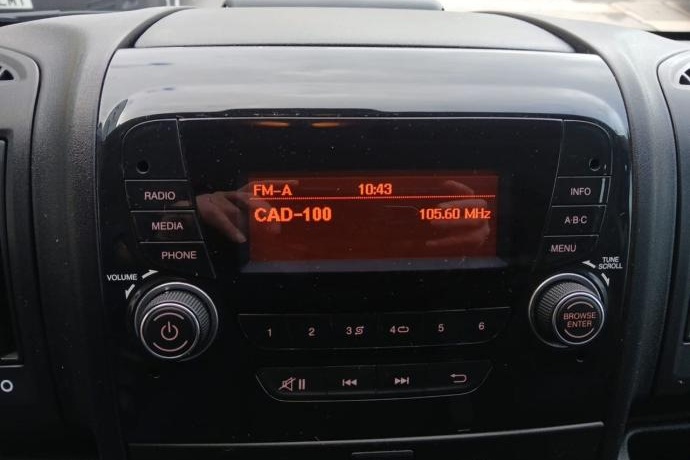 FM-A 10:43
CAD-100 105.60 MHz
RADIO
MEDIA
PHONE
INFO
A·B·C
MENU
VOLUME
TUNE
SCROLL
BROWSE
ENTER
1 2 3 4 5 6